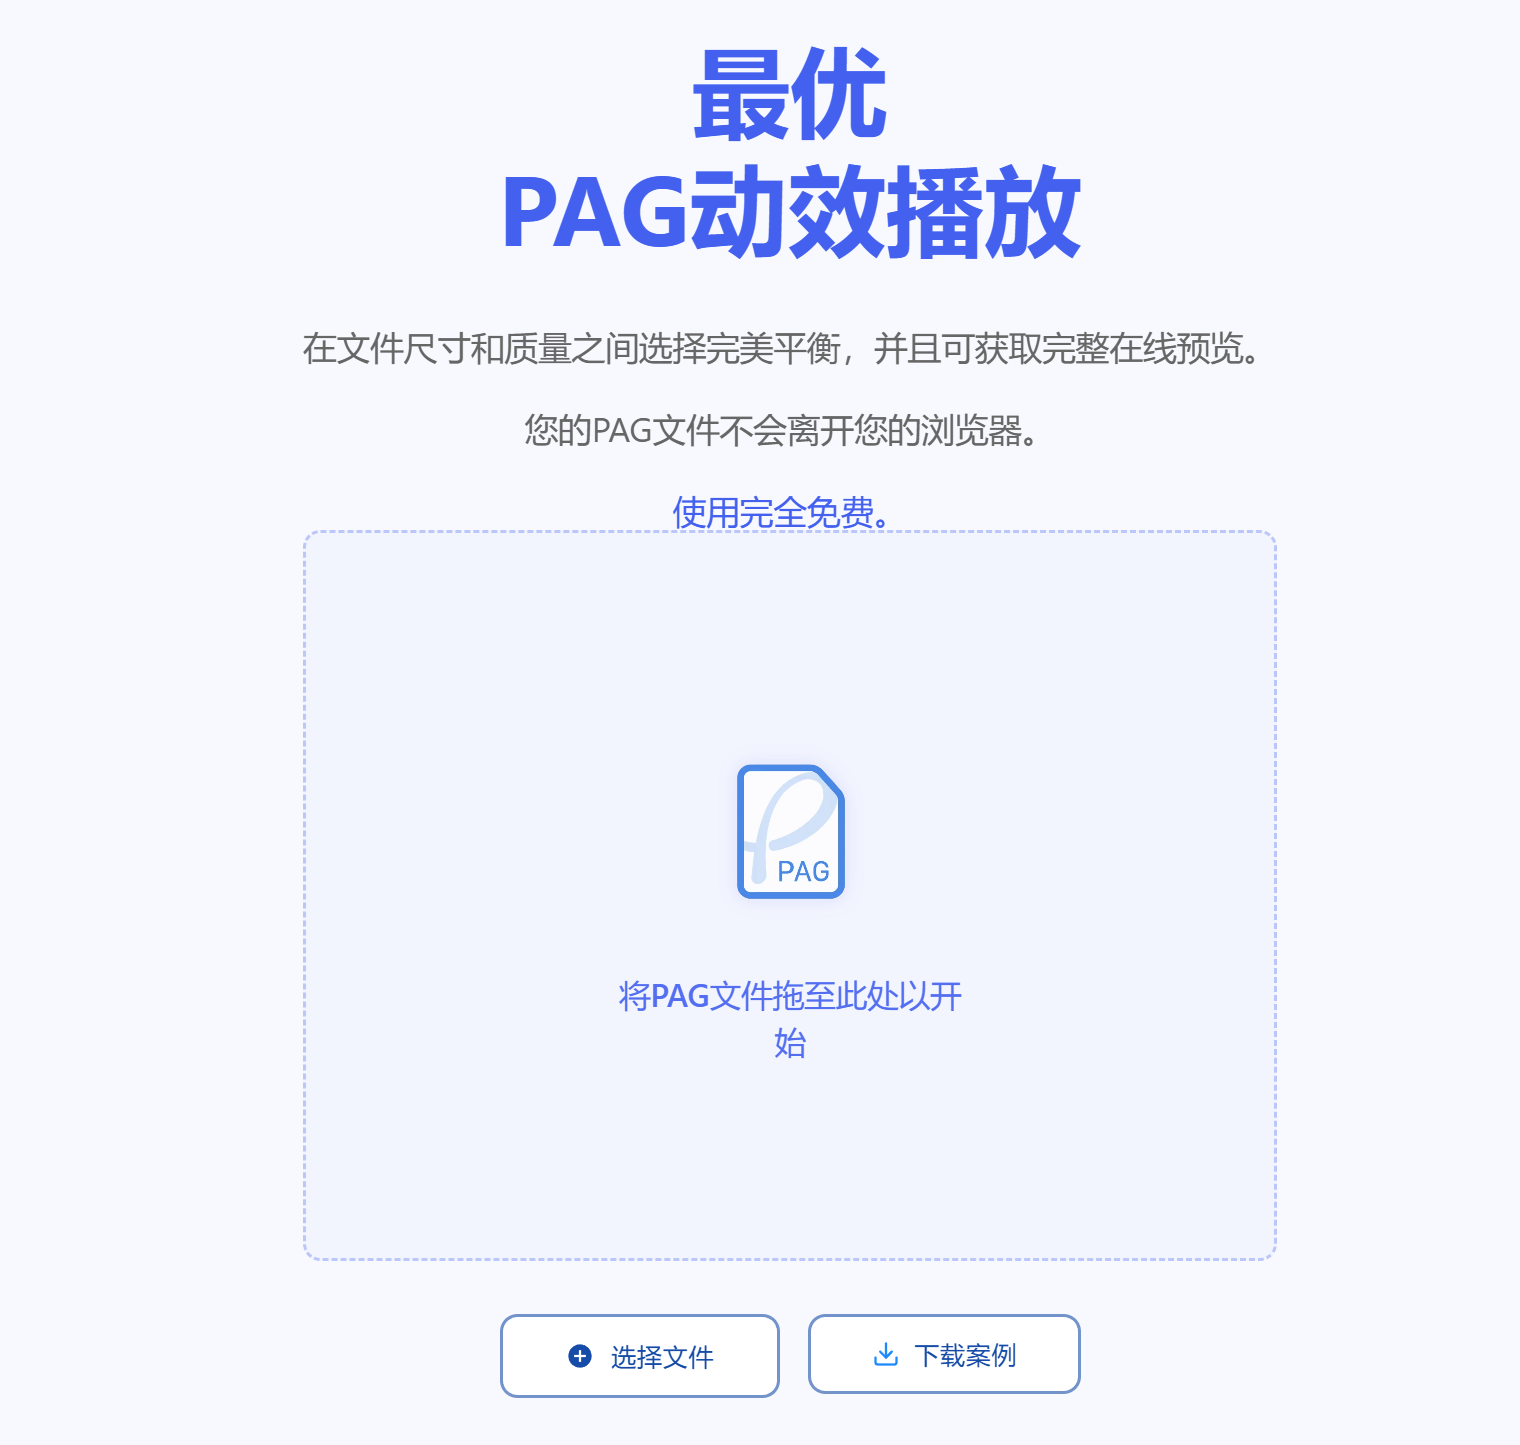 最优
PAG动效播放
在文件尺寸和质量之间选择完美平衡，并且可获取完整在线预览。
您的PAG文件不会离开您的浏览器。
使用完全免费。
PAG
将PAG文件拖至此处以开
始
选择文件
下载案例